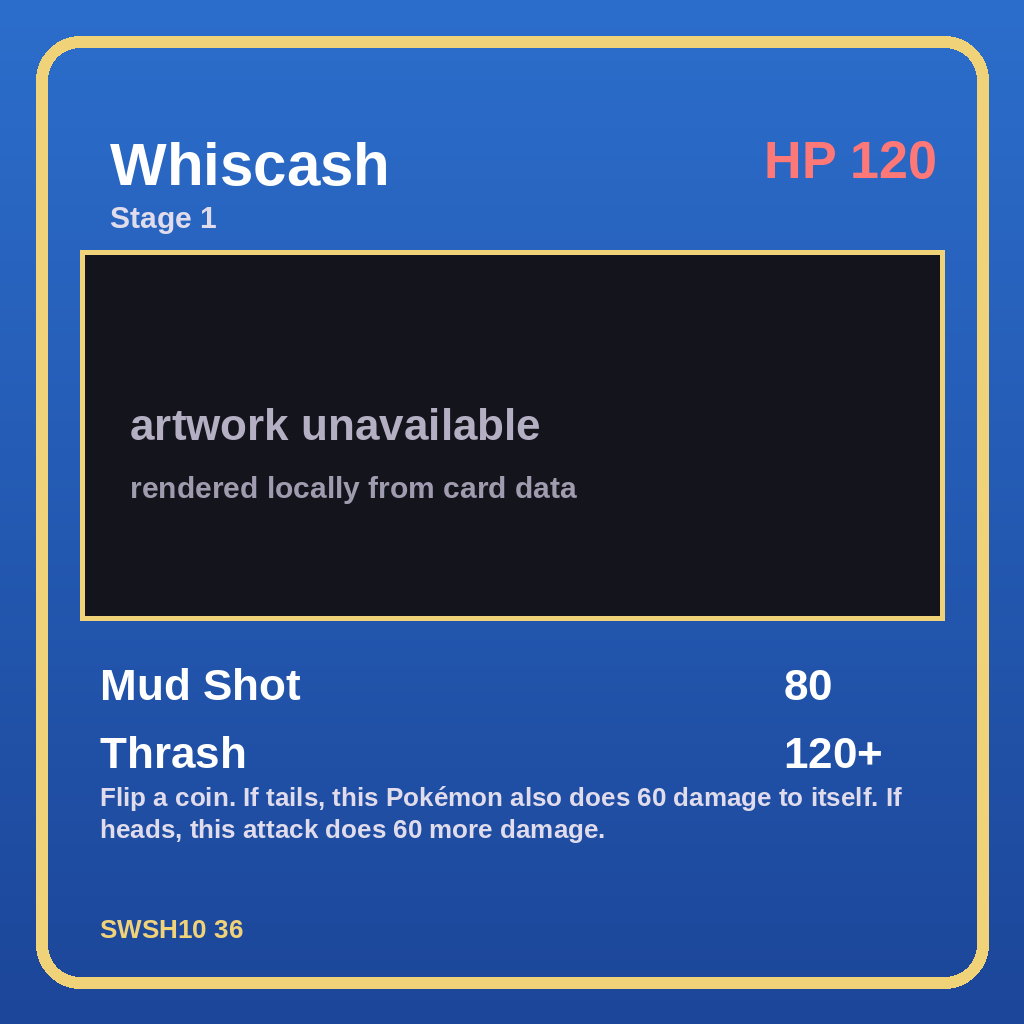 Whiscash
HP 120
Stage 1
artwork unavailable
rendered locally from card data
Mud Shot
80
Thrash
120+
Flip a coin. If tails, this Pokémon also does 60 damage to itself. If
heads, this attack does 60 more damage.
SWSH10 36